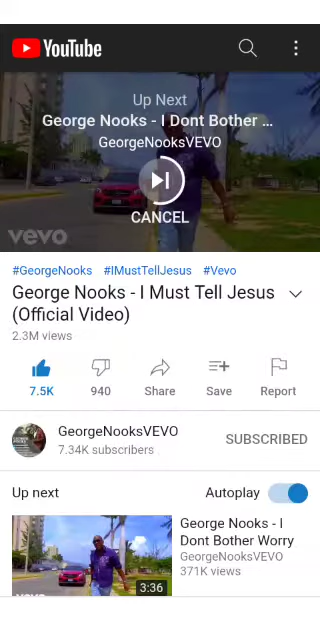 YouTube
Up Next
George Nooks - I Dont Bother ...
GeorgeNooksVEVO
CANCEL
vevo
#GeorgeNooks #IMustTellJesus #Vevo
George Nooks - I Must Tell Jesus
(Official Video)
2.3M views
7.5K 940 Share Save Report
GeorgeNooksVEVO
7.34K subscribers
SUBSCRIBED
Up next Autoplay
George Nooks - I
Dont Bother Worry
GeorgeNooksVEVO
371K views
3:36